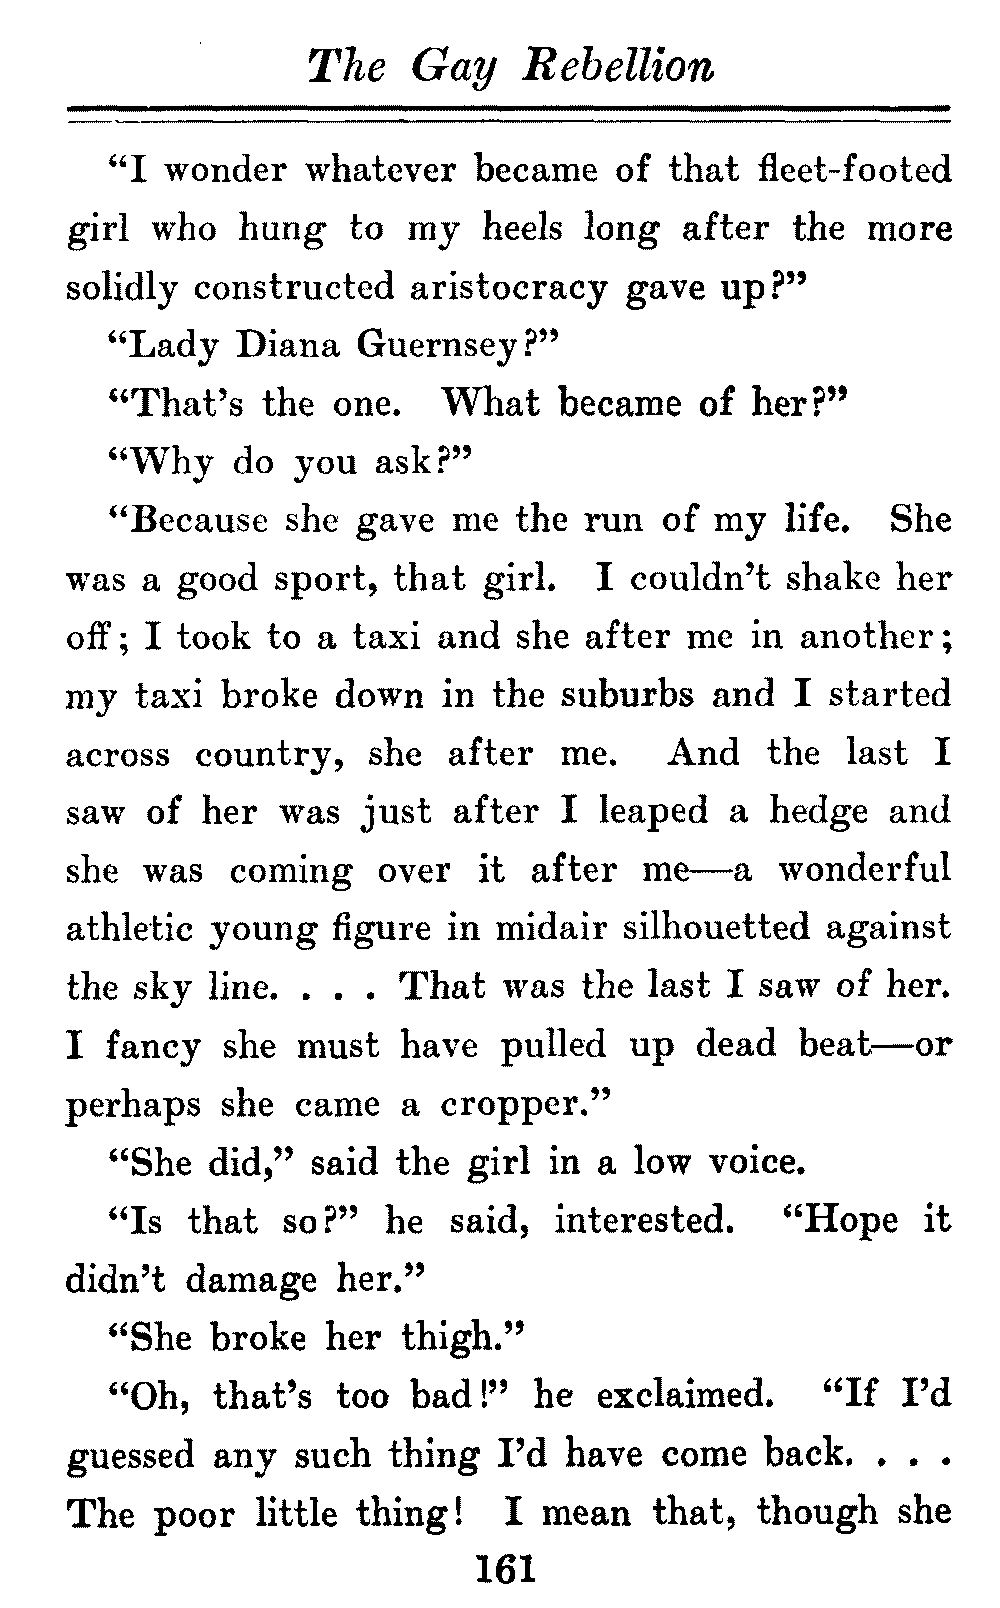 The Gay Rebellion
“I wonder whatever became of that fleet-footed
girl who hung to my heels long after the more
solidly constructed aristocracy gave up?”
“Lady Diana Guernsey?”
“That’s the one. What became of her?”
“Why do you ask?”
“Because she gave me the run of my life. She
was a good sport, that girl. I couldn’t shake her
off; I took to a taxi and she after me in another;
my taxi broke down in the suburbs and I started
across country, she after me. And the last I
saw of her was just after I leaped a hedge and
she was coming over it after me—a wonderful
athletic young figure in midair silhouetted against
the sky line. . . . That was the last I saw of her.
I fancy she must have pulled up dead beat—or
perhaps she came a cropper.”
“She did,” said the girl in a low voice.
“Is that so?” he said, interested. “Hope it
didn’t damage her.”
“She broke her thigh.”
“Oh, that’s too bad!” he exclaimed. “If I’d
guessed any such thing I’d have come back. . . .
The poor little thing! I mean that, though she
161